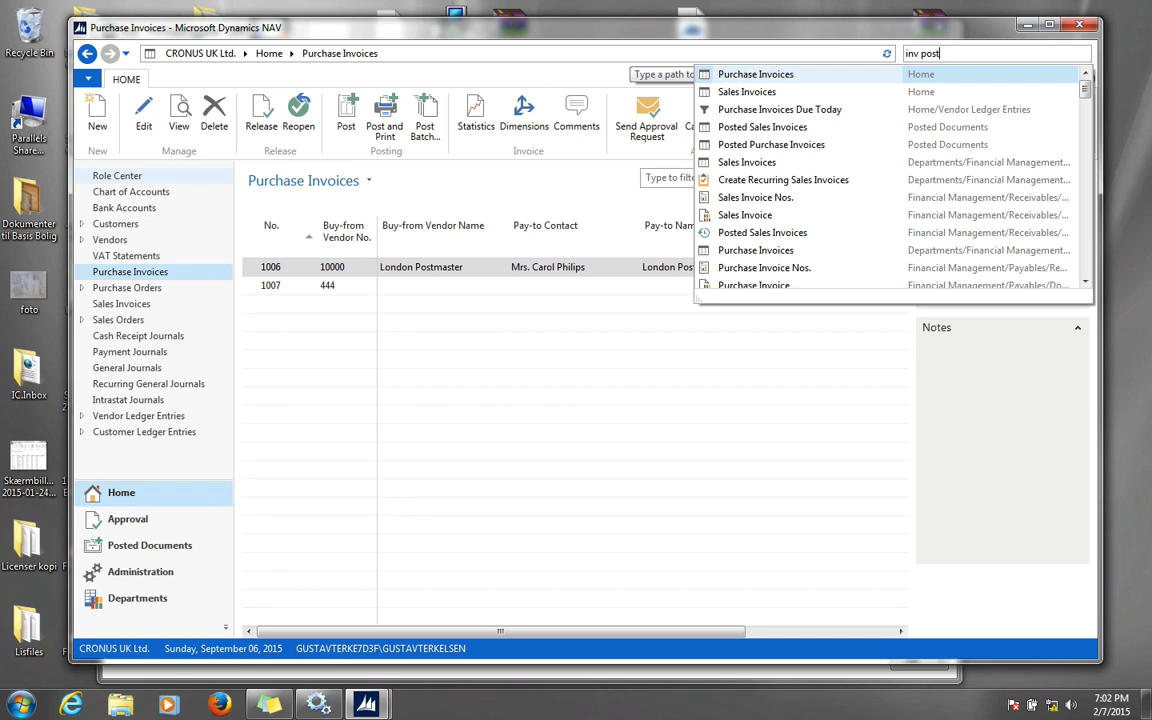 Recycle Bin
Parallels
Share...
Dokumenter
til Basis Bolig
foto
IC.Inbox
Skærmbill...
2015-01-24...
Licenser kopi
Lisfiles
Purchase Invoices - Microsoft Dynamics NAV
CRONUS UK Ltd. Home Purchase Invoices
inv post
HOME
Type a path to
New
Edit
View
Delete
Release
Reopen
Post
Post and
Print
Post
Batch...
Statistics
Dimensions
Comments
Send Approval
Request
New
Manage
Release
Posting
Invoice
Purchase Invoices Home
Sales Invoices Home
Purchase Invoices Due Today Home/Vendor Ledger Entries
Posted Sales Invoices Posted Documents
Posted Purchase Invoices Posted Documents
Sales Invoices Departments/Financial Management...
Create Recurring Sales Invoices Departments/Financial Management...
Sales Invoice Nos. Financial Management/Receivables/...
Sales Invoice Financial Management/Receivables/...
Posted Sales Invoices Financial Management/Receivables/...
Purchase Invoices Departments/Financial Management...
Purchase Invoice Nos. Financial Management/Payables/Re...
Purchase Invoice Financial Management/Payables/Do...
Role Center
Chart of Accounts
Bank Accounts
Customers
Vendors
VAT Statements
Purchase Invoices
Purchase Orders
Sales Invoices
Sales Orders
Cash Receipt Journals
Payment Journals
General Journals
Recurring General Journals
Intrastat Journals
Vendor Ledger Entries
Customer Ledger Entries
Home
Approval
Posted Documents
Administration
Departments
Purchase Invoices
Type to filte
No.
Buy-from
Vendor No.
Buy-from Vendor Name
Pay-to Contact
Pay-to Nam
1006 10000 London Postmaster Mrs. Carol Philips London Pos
1007 444
Notes
CRONUS UK Ltd. Sunday, September 06, 2015 GUSTAVTERKE7D3F\GUSTAVTERKELSEN
7:02 PM
2/7/2015